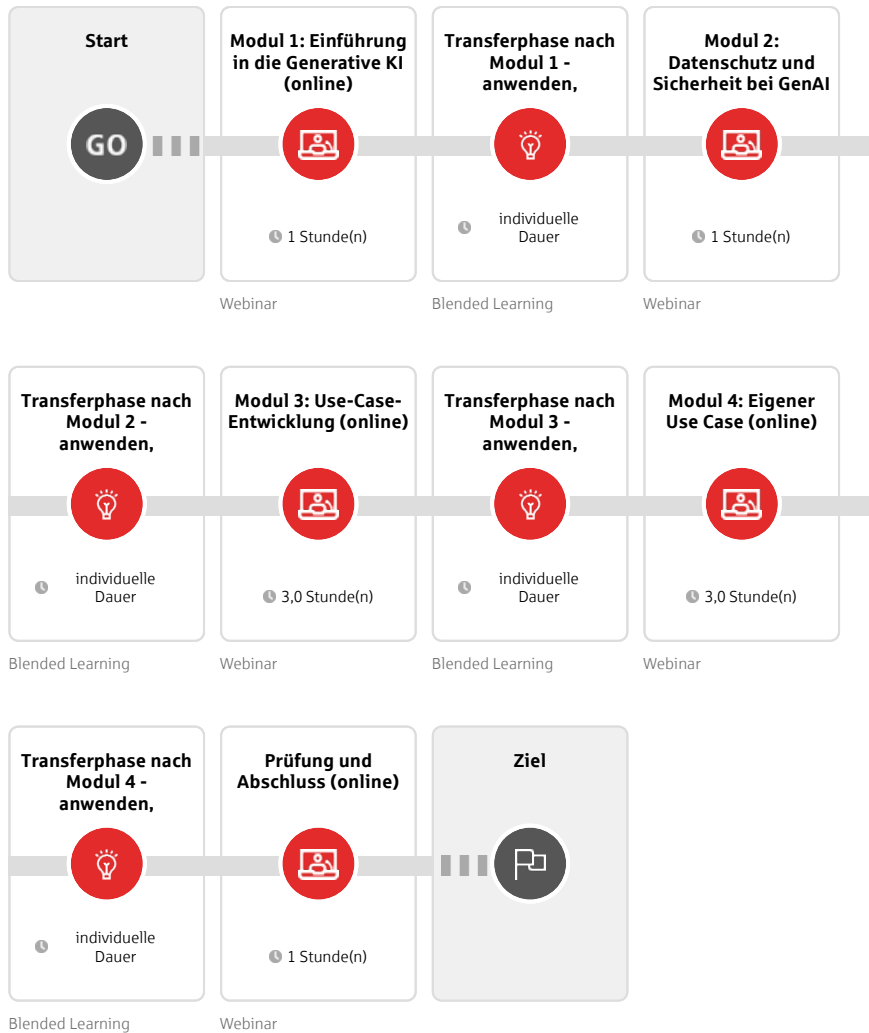 Start
Modul 1: Einführung
in die Generative KI
(online)
Transferphase nach
Modul 1 -
anwenden,
Modul 2:
Datenschutz und
Sicherheit bei GenAI
GO
1 Stunde(n)
individuelle
Dauer
1 Stunde(n)
Webinar
Blended Learning
Webinar
Transferphase nach
Modul 2 -
anwenden,
Modul 3: Use-Case-
Entwicklung (online)
Transferphase nach
Modul 3 -
anwenden,
Modul 4: Eigener
Use Case (online)
individuelle
Dauer
3,0 Stunde(n)
individuelle
Dauer
3,0 Stunde(n)
Blended Learning
Webinar
Blended Learning
Webinar
Transferphase nach
Modul 4 -
anwenden,
Prüfung und
Abschluss (online)
Ziel
individuelle
Dauer
1 Stunde(n)
Blended Learning
Webinar